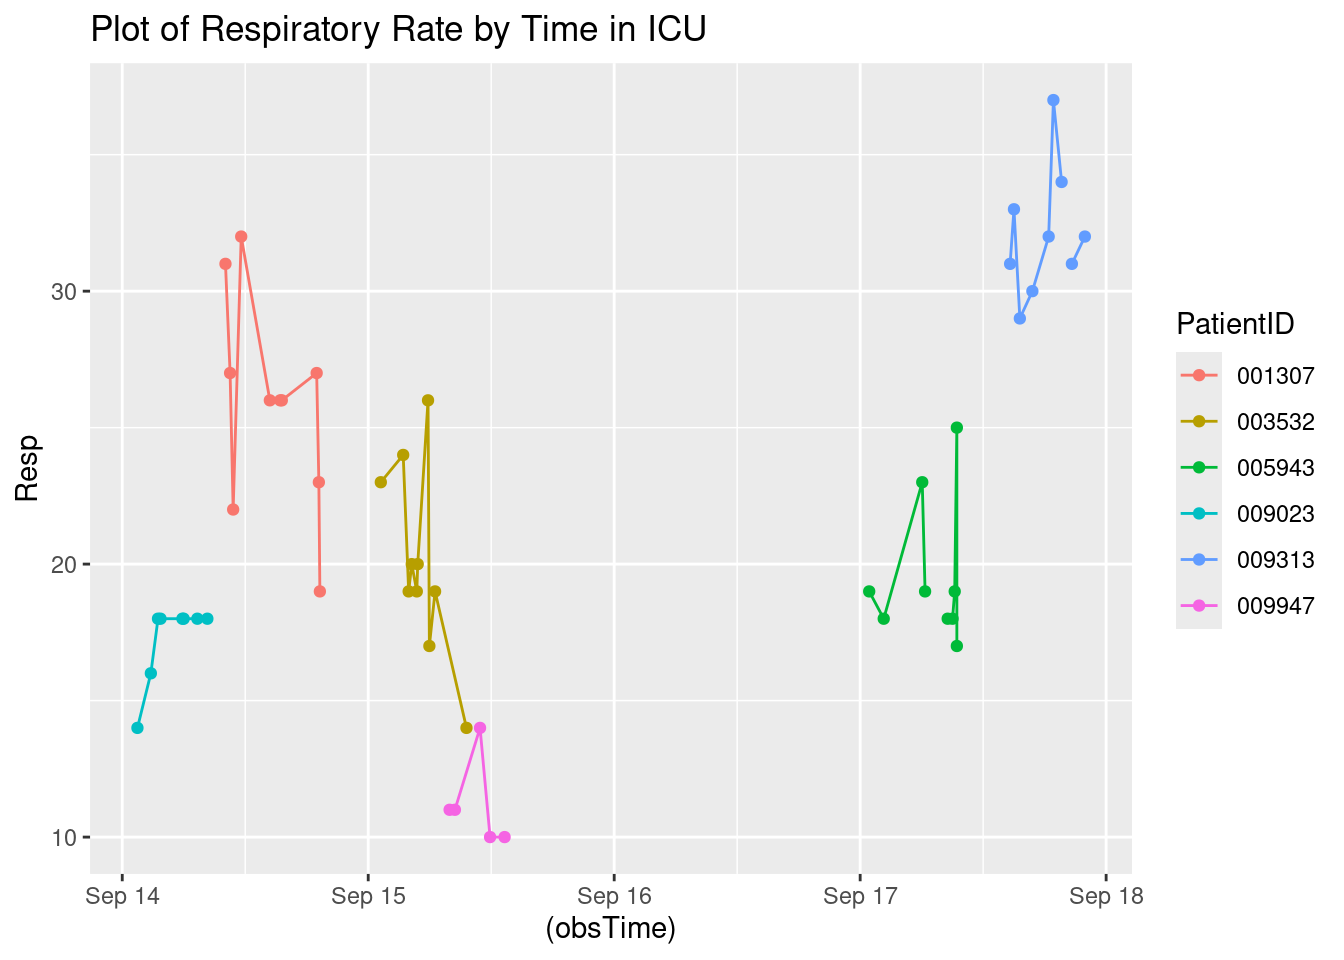 Plot of Respiratory Rate by Time in ICU
Resp
30
20
10
Sep 14 Sep 15 Sep 16 Sep 17 Sep 18
(obsTime)
PatientID
001307
003532
005943
009023
009313
009947